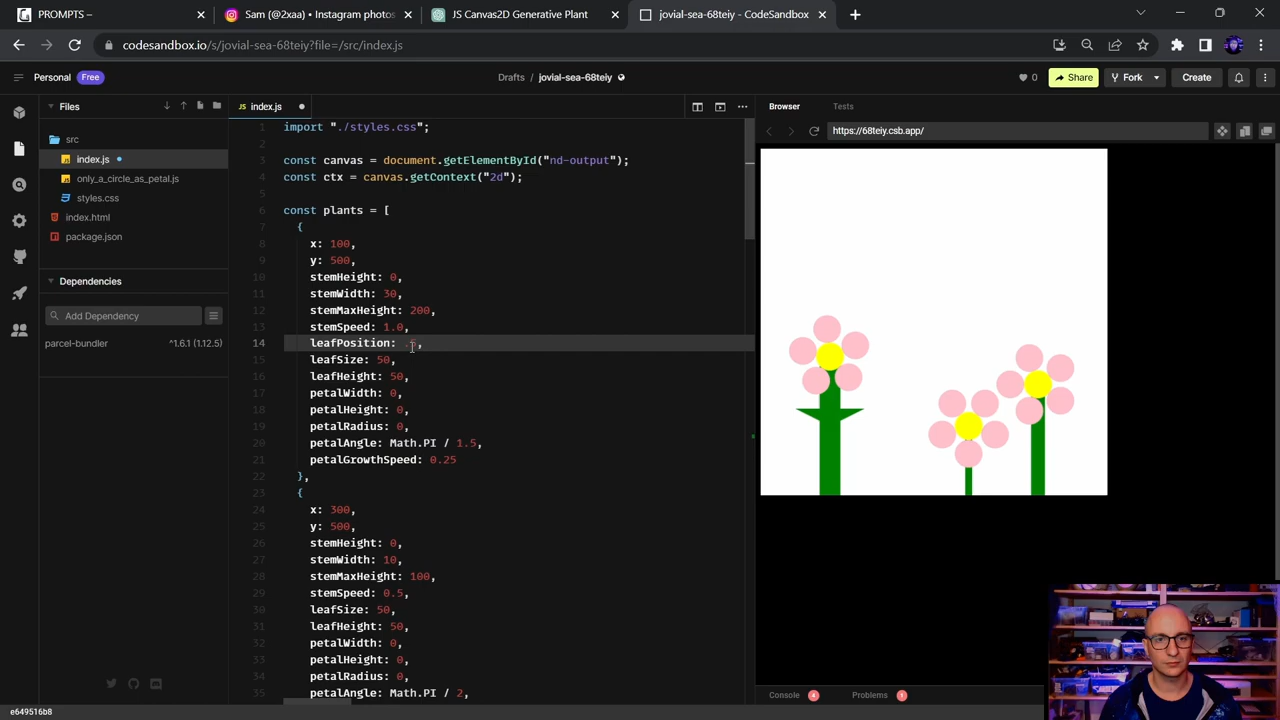 PROMPTS –
Sam (@2xaa) • Instagram photos
JS Canvas2D Generative Plant
jovial-sea-68teiy - CodeSandbox
codesandbox.io/s/jovial-sea-68teiy?file=/src/index.js
Personal Free
Drafts / jovial-sea-68teiy
0
Share
Fork
Create
Files
src
index.js
only_a_circle_as_petal.js
styles.css
index.html
package.json
Dependencies
Add Dependency
parcel-bundler ^1.6.1 (1.12.5)
JS index.js
1 import "./styles.css";
2
3 const canvas = document.getElementById("nd-output");
4 const ctx = canvas.getContext("2d");
5
6 const plants = [
7 {
8 x: 100,
9 y: 500,
10 stemHeight: 0,
11 stemWidth: 30,
12 stemMaxHeight: 200,
13 stemSpeed: 1.0,
14 leafPosition: .5,
15 leafSize: 50,
16 leafHeight: 50,
17 petalWidth: 0,
18 petalHeight: 0,
19 petalRadius: 0,
20 petalAngle: Math.PI / 1.5,
21 petalGrowthSpeed: 0.25
22 },
23 {
24 x: 300,
25 y: 500,
26 stemHeight: 0,
27 stemWidth: 10,
28 stemMaxHeight: 100,
29 stemSpeed: 0.5,
30 leafSize: 50,
31 leafHeight: 50,
32 petalWidth: 0,
33 petalHeight: 0,
34 petalRadius: 0,
35 petalAngle: Math.PI / 2,
Browser
Tests
https://68teiy.csb.app/
Console 4
Problems 1
e649516b8